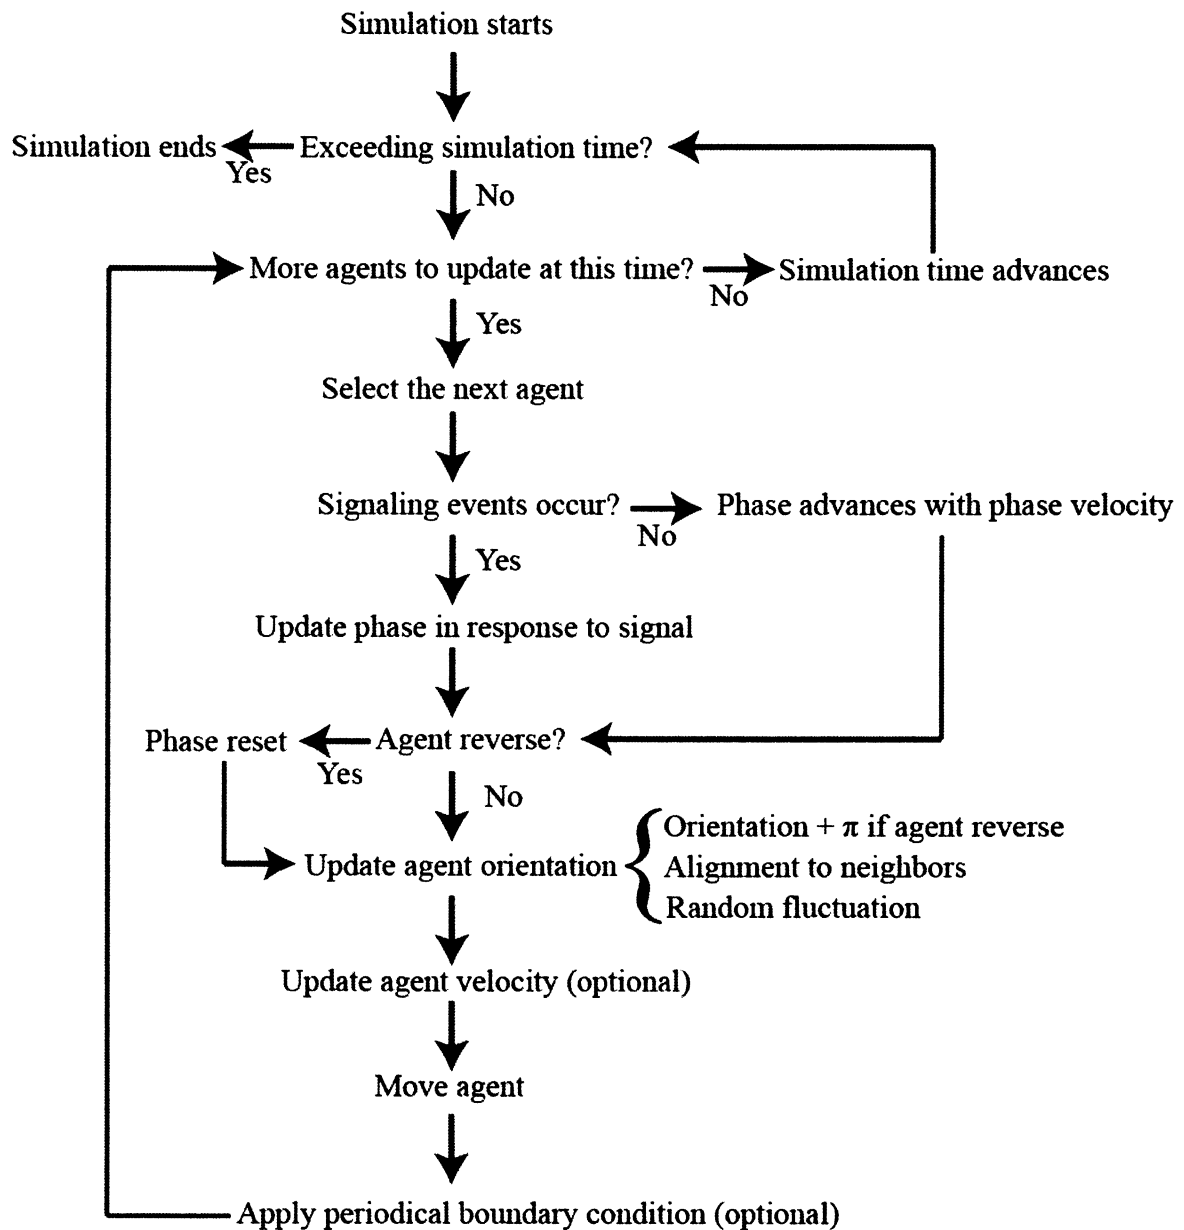 Simulation starts
Simulation ends
Exceeding simulation time?
Yes
No
More agents to update at this time?
Simulation time advances
No
Yes
Select the next agent
Signaling events occur?
Phase advances with phase velocity
No
Yes
Update phase in response to signal
Phase reset
Agent reverse?
Yes
No
Orientation + π if agent reverse
Update agent orientation
Alignment to neighbors
Random fluctuation
Update agent velocity (optional)
Move agent
Apply periodical boundary condition (optional)